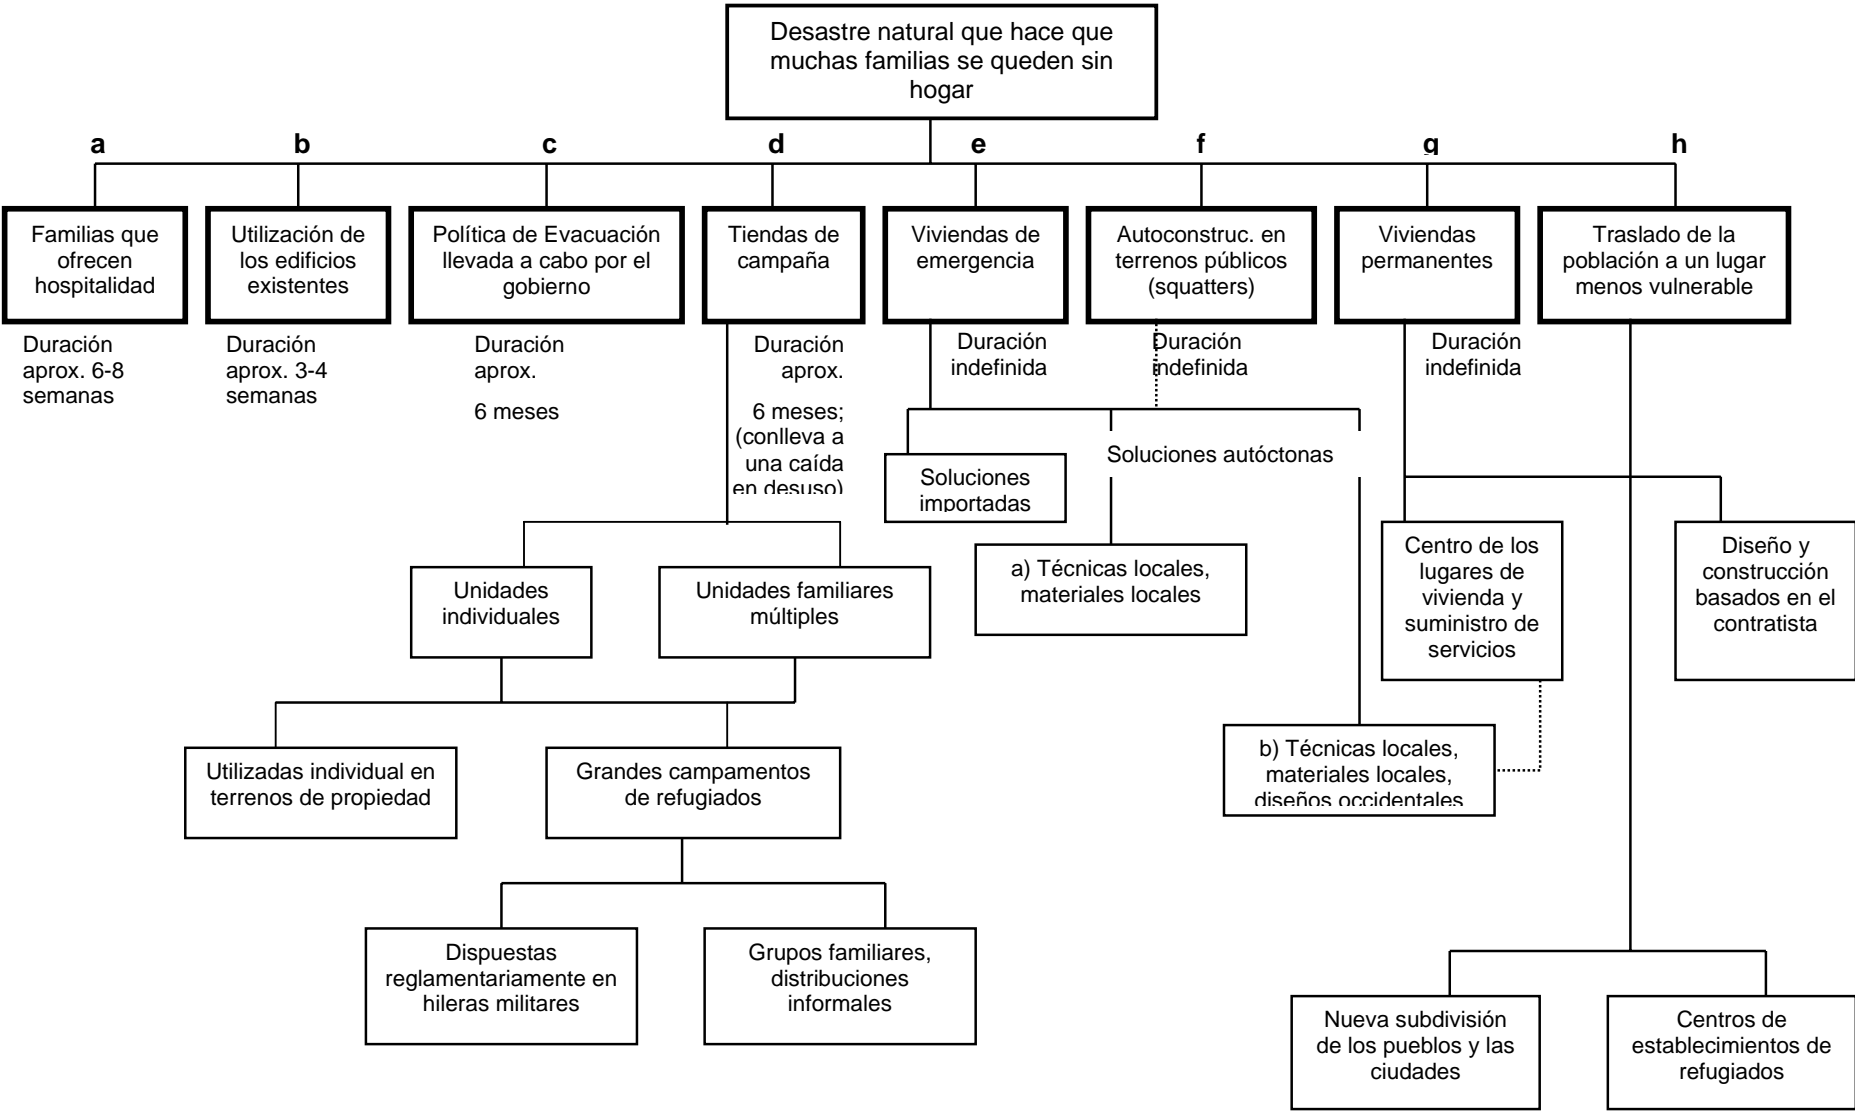 Desastre natural que hace que
muchas familias se queden sin
hogar
a
b
c
d
e
f
g
h
Familias que
ofrecen
hospitalidad
Utilización de
los edificios
existentes
Política de Evacuación
llevada a cabo por el
gobierno
Tiendas de
campaña
Viviendas de
emergencia
Autoconstruc. en
terrenos públicos
(squatters)
Viviendas
permanentes
Traslado de la
población a un lugar
menos vulnerable
Duración
aprox. 6-8
semanas
Duración
aprox. 3-4
semanas
Duración
aprox.
6 meses
Duración
aprox.
6 meses;
(conlleva a
una caída
en desuso)
Duración
indefinida
Duración
indefinida
Duración
indefinida
Soluciones
importadas
Soluciones autóctonas
a) Técnicas locales,
materiales locales
b) Técnicas locales,
materiales locales,
diseños occidentales
Centro de los
lugares de
vivienda y
suministro de
servicios
Diseño y
construcción
basados en el
contratista
Unidades
individuales
Unidades familiares
múltiples
Utilizadas individual en
terrenos de propiedad
Grandes campamentos
de refugiados
Dispuestas
reglamentariamente en
hileras militares
Grupos familiares,
distribuciones
informales
Nueva subdivisión
de los pueblos y las
ciudades
Centros de
establecimientos de
refugiados